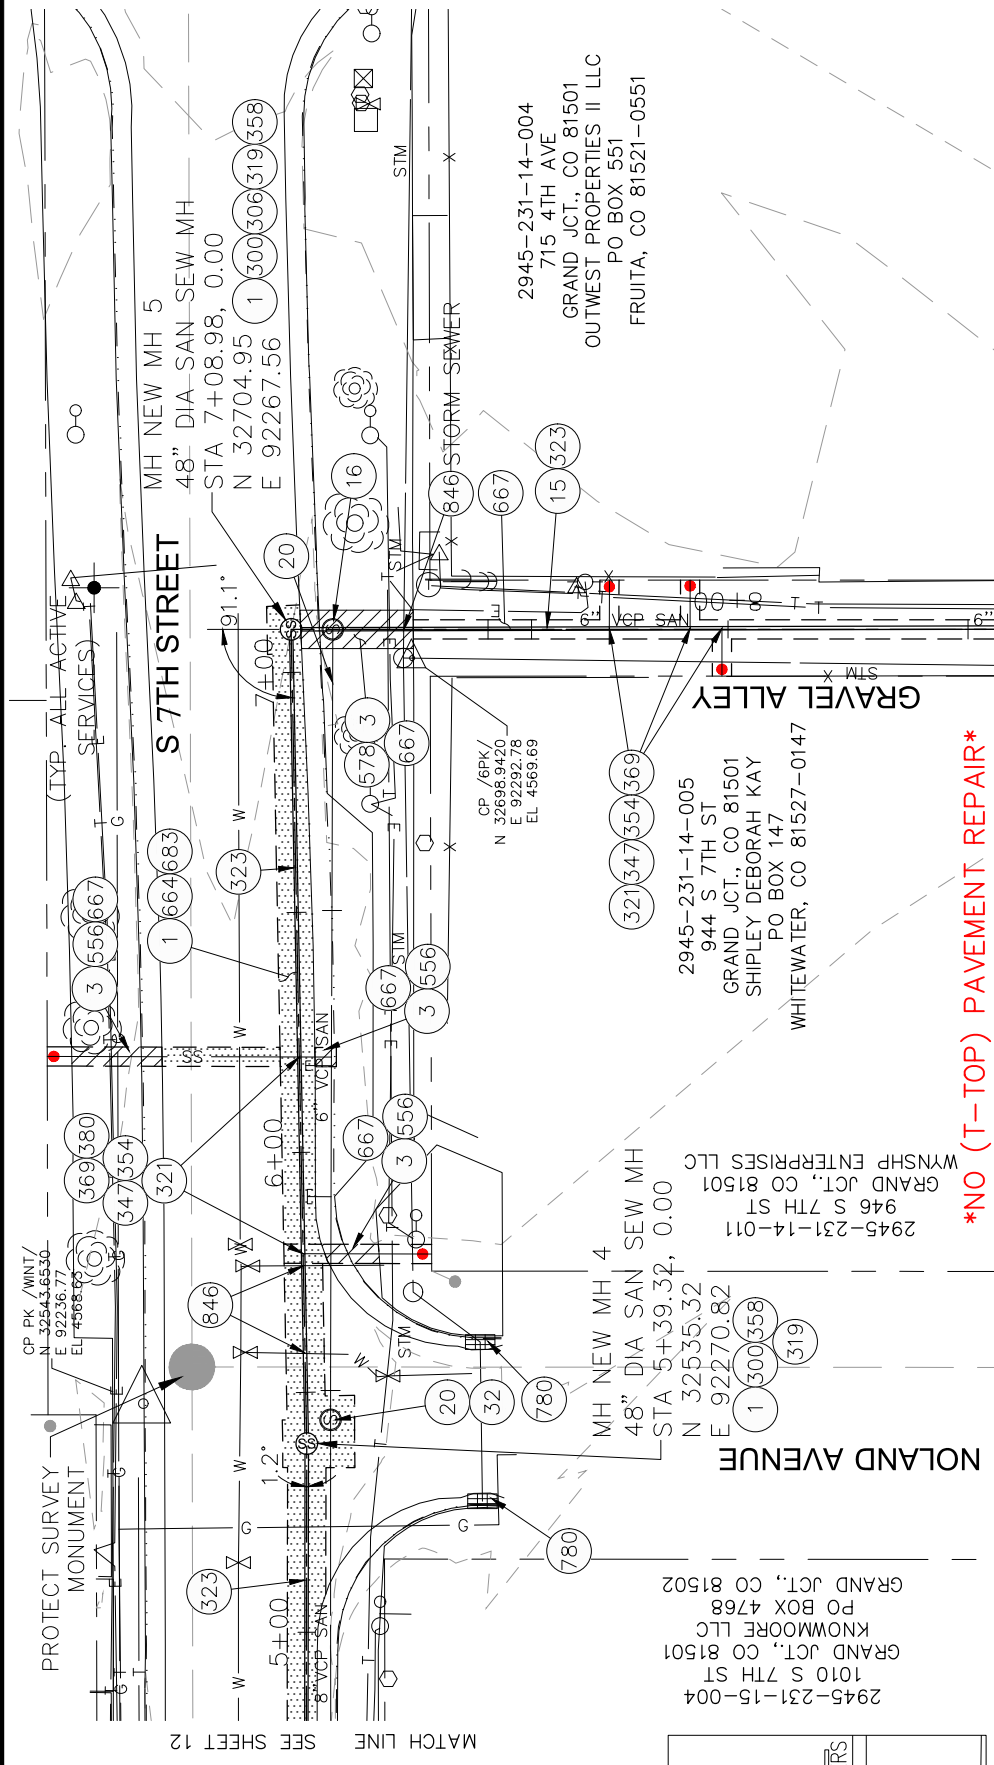 MH NEW MH 5
48" DIA SAN SEW MH
STA 7+08.98, 0.00
N 32704.95
E 92267.56
1
300
306
319
358
2945-231-14-004
715 4TH AVE
GRAND JCT., CO 81501
OUTWEST PROPERTIES II LLC
PO BOX 551
FRUITA, CO 81521-0551
STM
X
STORM SEWER
S 7TH STREET
(TYP. ALL ACTIVE
SERVICES)
91.1°
20
16
846
667
15
323
7+00
W
323
STM
6" VCP SAN
6"
SS
3
578
667
CP /6PK/
N 32698.9420
E 92292.78
EL 4569.69
GRAVEL ALLEY
STM
X
321
347
354
369
2945-231-14-005
944 S 7TH ST
GRAND JCT., CO 81501
SHIPLEY DEBORAH KAY
PO BOX 147
WHITEWATER, CO 81527-0147
*NO (T-TOP) PAVEMENT REPAIR*
1
664
683
3
556
667
T
G
E
W
SS
STM
667
3
556
6" VCP SAN
6+00
369
380
347
354
321
667
3
556
2945-231-14-011
946 S 7TH ST
GRAND JCT., CO 81501
WYNSHP ENTERPRISES LLC
CP PK /WINT/
N 32543.6530
E 92236.77
EL 4568.63
846
STM
MH NEW MH 4
48" DIA SAN SEW MH
STA 5+39.32, 0.00
N 32535.32
E 92270.82
1
300
358
319
20
32
780
NOLAND AVENUE
PROTECT SURVEY
MONUMENT
1.2°
SS
323
5+00
8" VCP SAN
G
W
780
2945-231-15-004
1010 S 7TH ST
GRAND JCT., CO 81501
KNOWMOORE LLC
PO BOX 4768
GRAND JCT., CO 81502
MATCH LINE SEE SHEET 12
RS